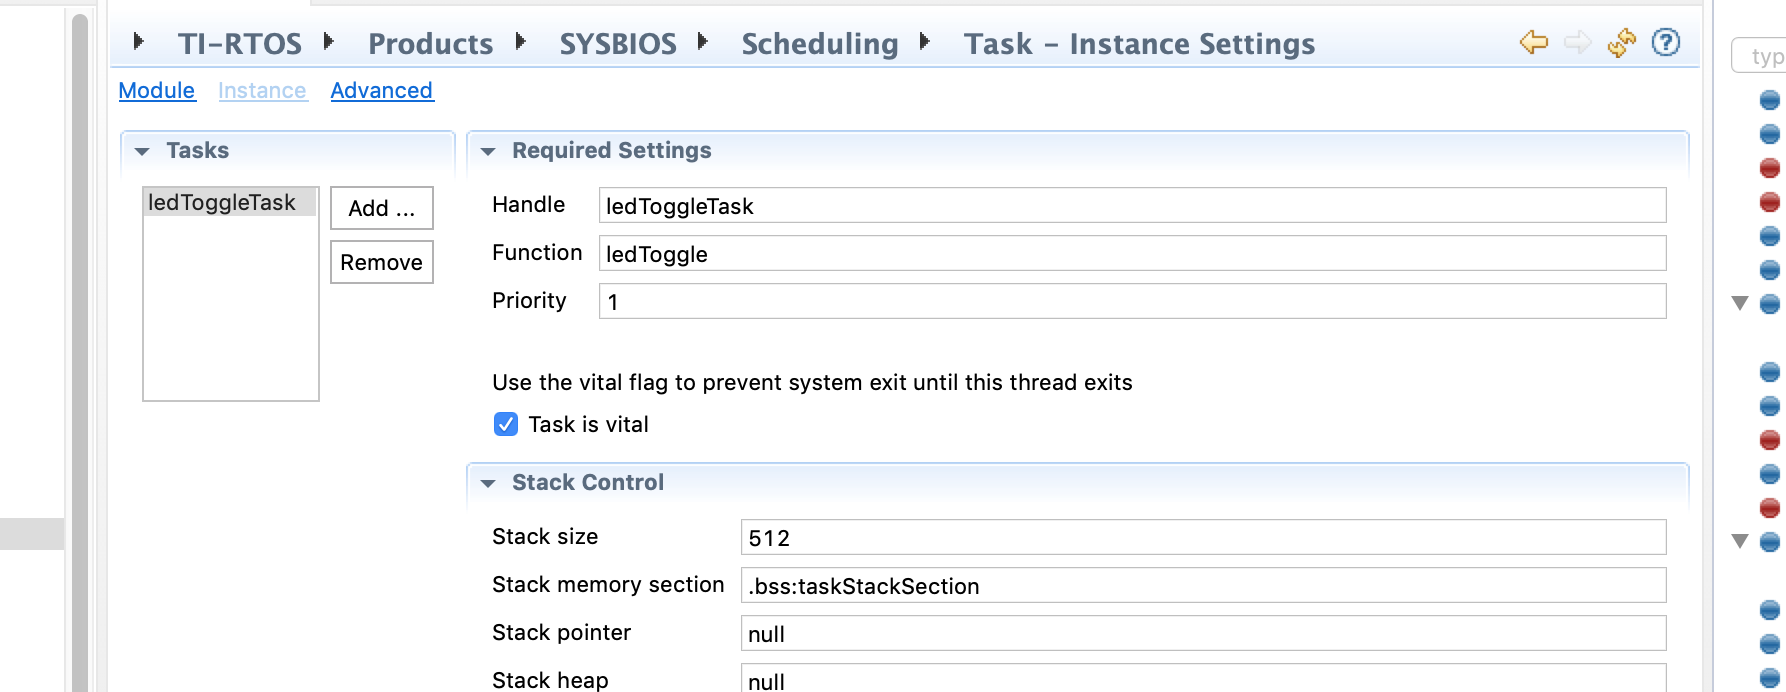 TI-RTOS Products SYSBIOS Scheduling Task - Instance Settings
Module Instance Advanced
Tasks
ledToggleTask
Add ...
Remove
Required Settings
Handle ledToggleTask
Function ledToggle
Priority 1
Use the vital flag to prevent system exit until this thread exits
Task is vital
Stack Control
Stack size 512
Stack memory section .bss:taskStackSection
Stack pointer null
Stack heap null
typ